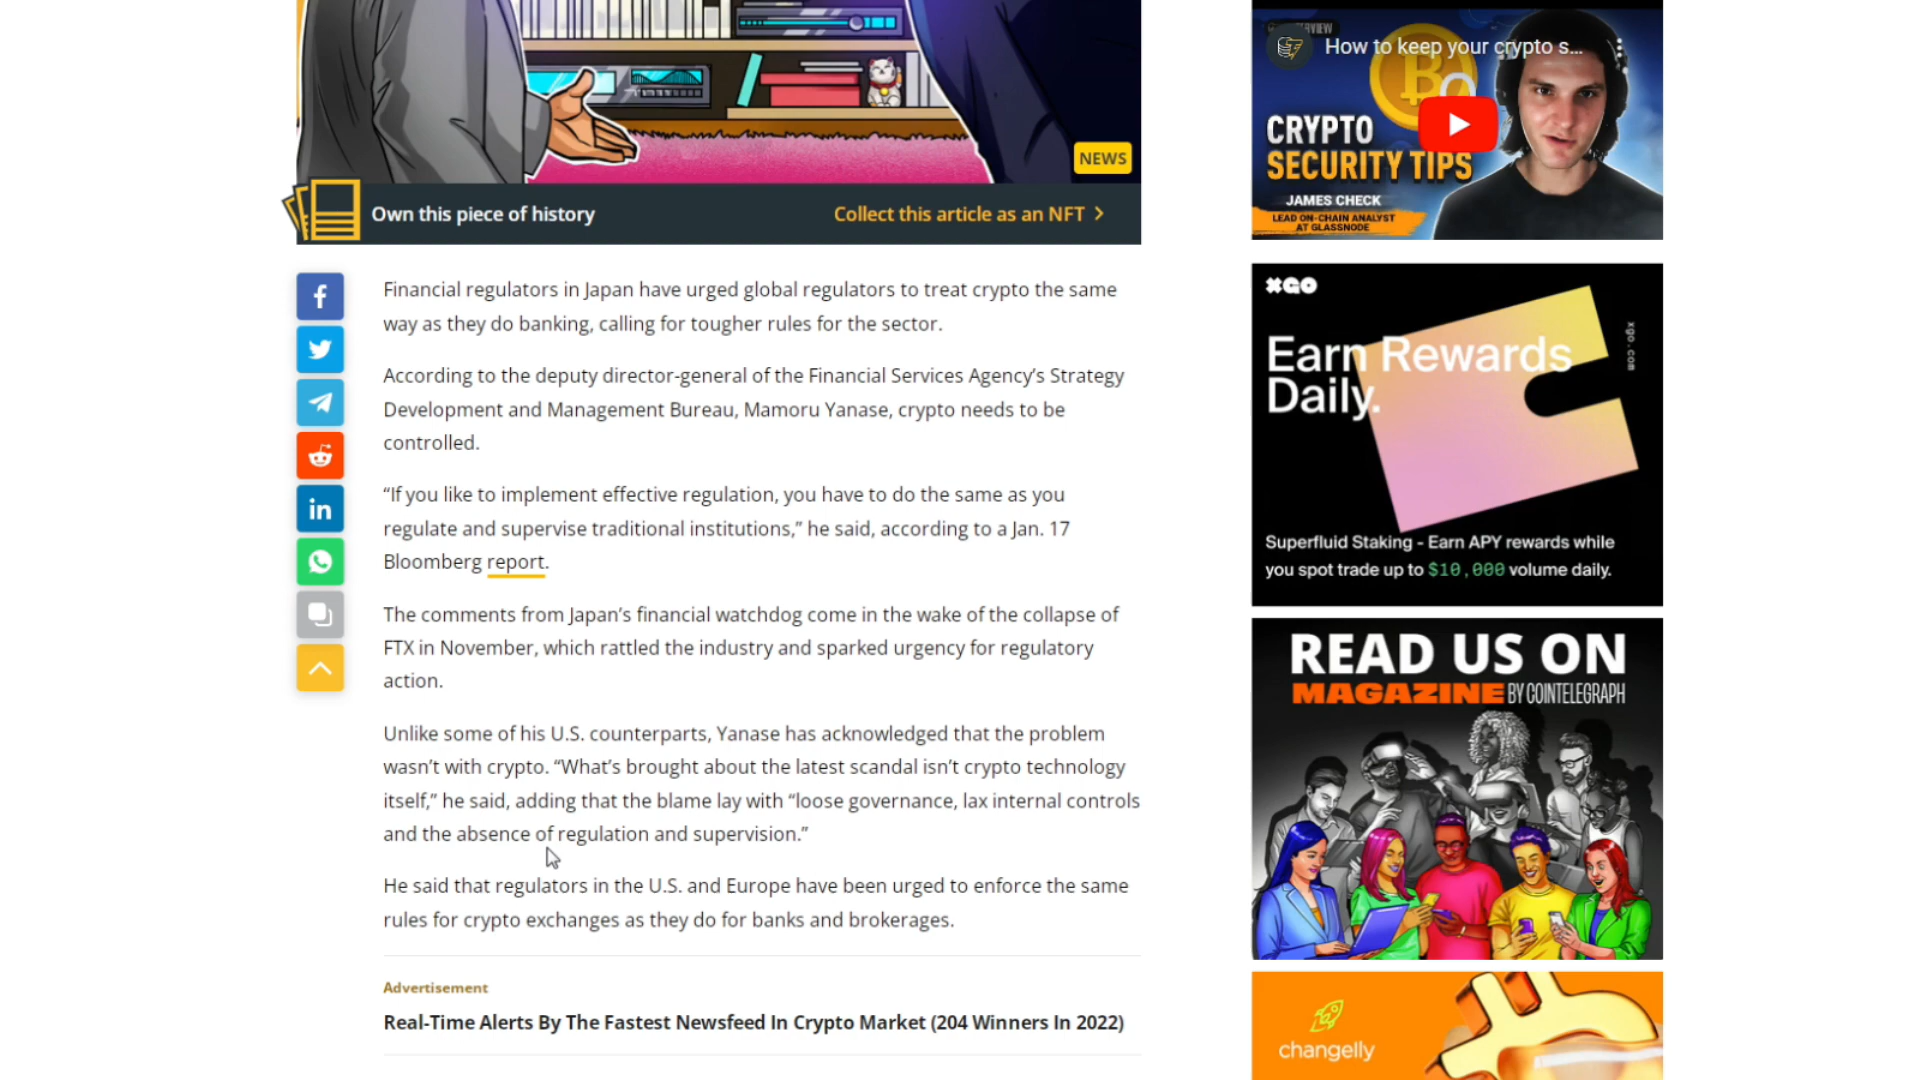 NEWS
Own this piece of history
Collect this article as an NFT
Financial regulators in Japan have urged global regulators to treat crypto the same
way as they do banking, calling for tougher rules for the sector.
According to the deputy director-general of the Financial Services Agency’s Strategy
Development and Management Bureau, Mamoru Yanase, crypto needs to be
controlled.
“If you like to implement effective regulation, you have to do the same as you
regulate and supervise traditional institutions,” he said, according to a Jan. 17
Bloomberg report.
The comments from Japan’s financial watchdog come in the wake of the collapse of
FTX in November, which rattled the industry and sparked urgency for regulatory
action.
Unlike some of his U.S. counterparts, Yanase has acknowledged that the problem
wasn’t with crypto. “What’s brought about the latest scandal isn’t crypto technology
itself,” he said, adding that the blame lay with “loose governance, lax internal controls
and the absence of regulation and supervision.”
He said that regulators in the U.S. and Europe have been urged to enforce the same
rules for crypto exchanges as they do for banks and brokerages.
Advertisement
Real-Time Alerts By The Fastest Newsfeed In Crypto Market (204 Winners In 2022)
How to keep your crypto s...
CRYPTO
SECURITY TIPS
JAMES CHECK
LEAD ON-CHAIN ANALYST
AT GLASSNODE
XGO
xgo.com
Earn Rewards
Daily.
Superfluid Staking - Earn APY rewards while
you spot trade up to $10,000 volume daily.
READ US ON
MAGAZINE BY COINTELEGRAPH
changelly